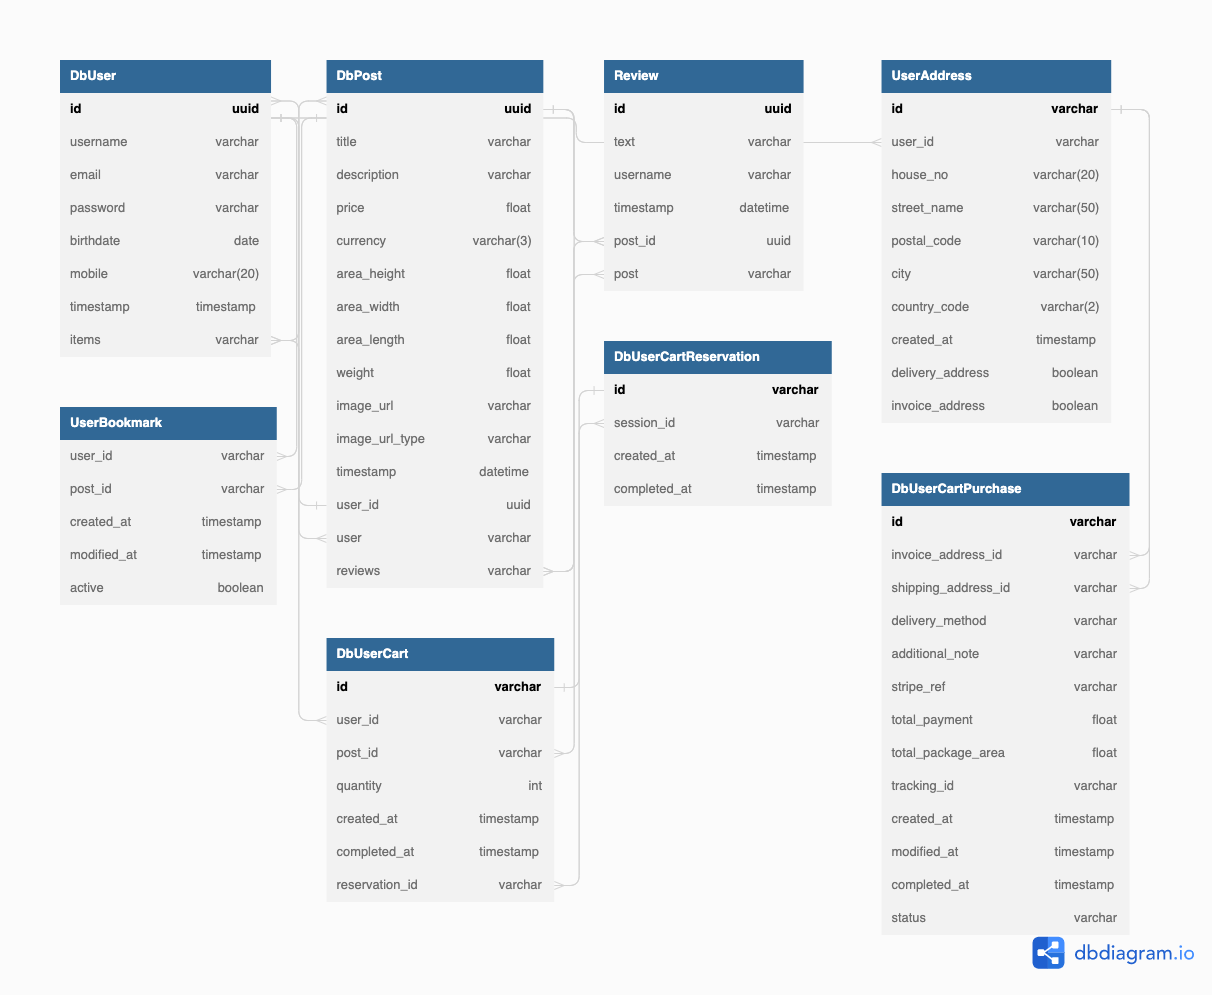 DbUser
id uuid
username varchar
email varchar
password varchar
birthdate date
mobile varchar(20)
timestamp timestamp
items varchar
UserBookmark
user_id varchar
post_id varchar
created_at timestamp
modified_at timestamp
active boolean
DbPost
id uuid
title varchar
description varchar
price float
currency varchar(3)
area_height float
area_width float
area_length float
weight float
image_url varchar
image_url_type varchar
timestamp datetime
user_id uuid
user varchar
reviews varchar
DbUserCart
id varchar
user_id varchar
post_id varchar
quantity int
created_at timestamp
completed_at timestamp
reservation_id varchar
Review
id uuid
text varchar
username varchar
timestamp datetime
post_id uuid
post varchar
DbUserCartReservation
id varchar
session_id varchar
created_at timestamp
completed_at timestamp
UserAddress
id varchar
user_id varchar
house_no varchar(20)
street_name varchar(50)
postal_code varchar(10)
city varchar(50)
country_code varchar(2)
created_at timestamp
delivery_address boolean
invoice_address boolean
DbUserCartPurchase
id varchar
invoice_address_id varchar
shipping_address_id varchar
delivery_method varchar
additional_note varchar
stripe_ref varchar
total_payment float
total_package_area float
tracking_id varchar
created_at timestamp
modified_at timestamp
completed_at timestamp
status varchar
dbdiagram.io